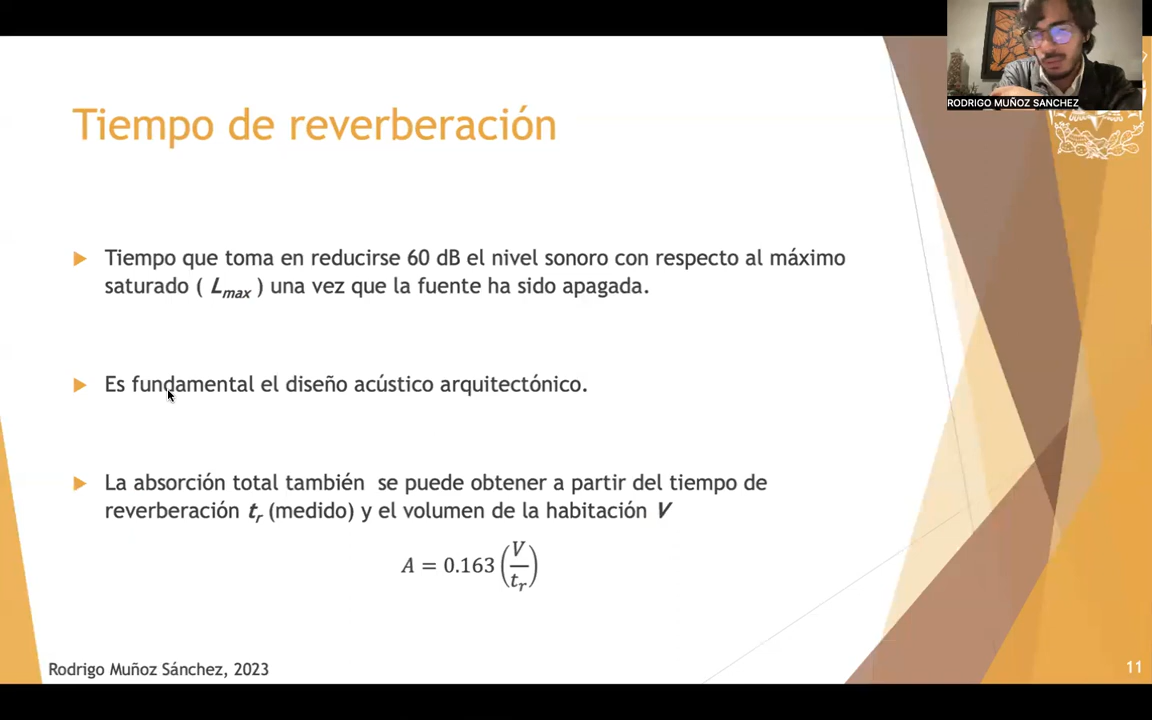 RODRIGO MUÑOZ SANCHEZ
Tiempo de reverberación
Tiempo que toma en reducirse 60 dB el nivel sonoro con respecto al máximo
saturado ( Lmax ) una vez que la fuente ha sido apagada.
Es fundamental el diseño acústico arquitectónico.
La absorción total también se puede obtener a partir del tiempo de
reverberación tr (medido) y el volumen de la habitación V
A = 0.163 (V/tr)
Rodrigo Muñoz Sánchez, 2023
11